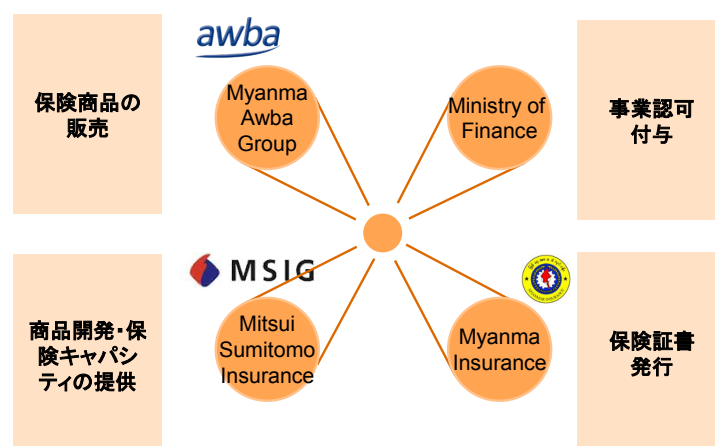 awba
保険商品の
販売
Myanma
Awba
Group
Ministry of
Finance
事業認可
付与
MSIG
商品開発・保
険キャパシ
ティの提供
Mitsui
Sumitomo
Insurance
Myanma
Insurance
保険証書
発行